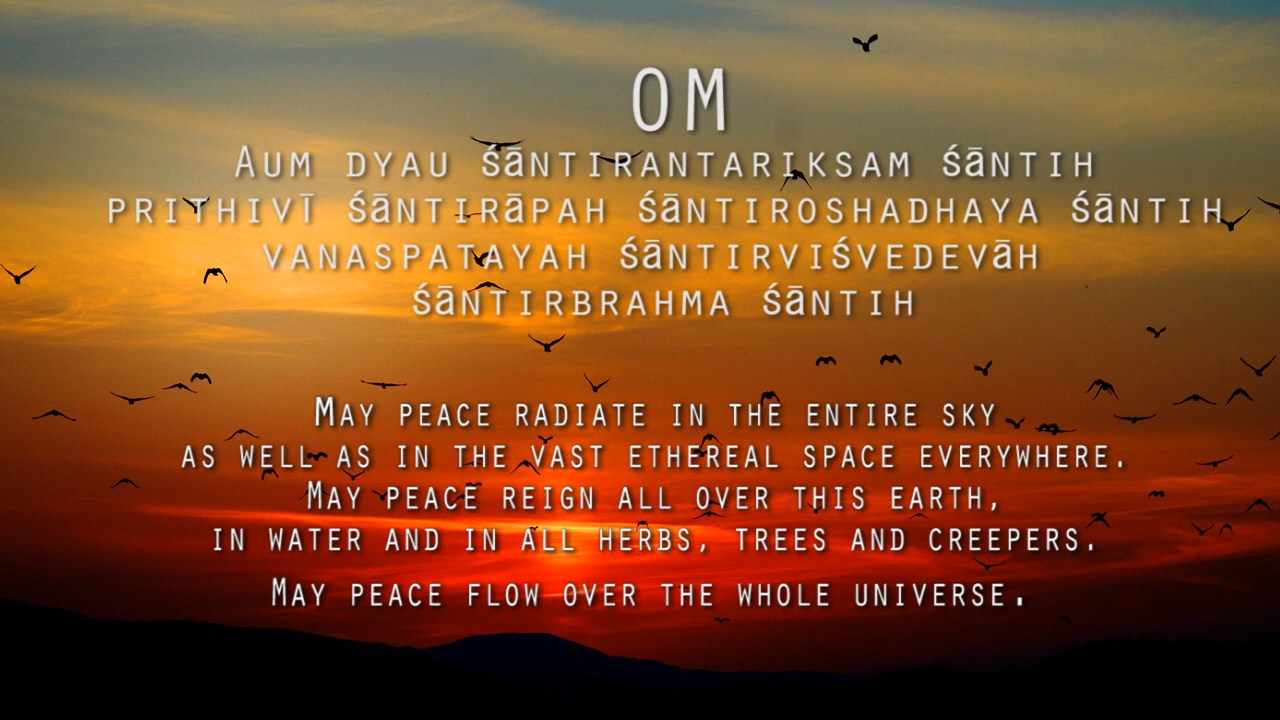 OM
Aum dyau śāntirantariksam śāntih
prithivī śāntirāpah śāntiroshadhaya śāntih
vanaspatayah śāntirviśvedevāh
śāntirbrahma śāntih
May peace radiate in the entire sky
as well as in the vast ethereal space everywhere.
May peace reign all over this earth,
in water and in all herbs, trees and creepers.
May peace flow over the whole universe.